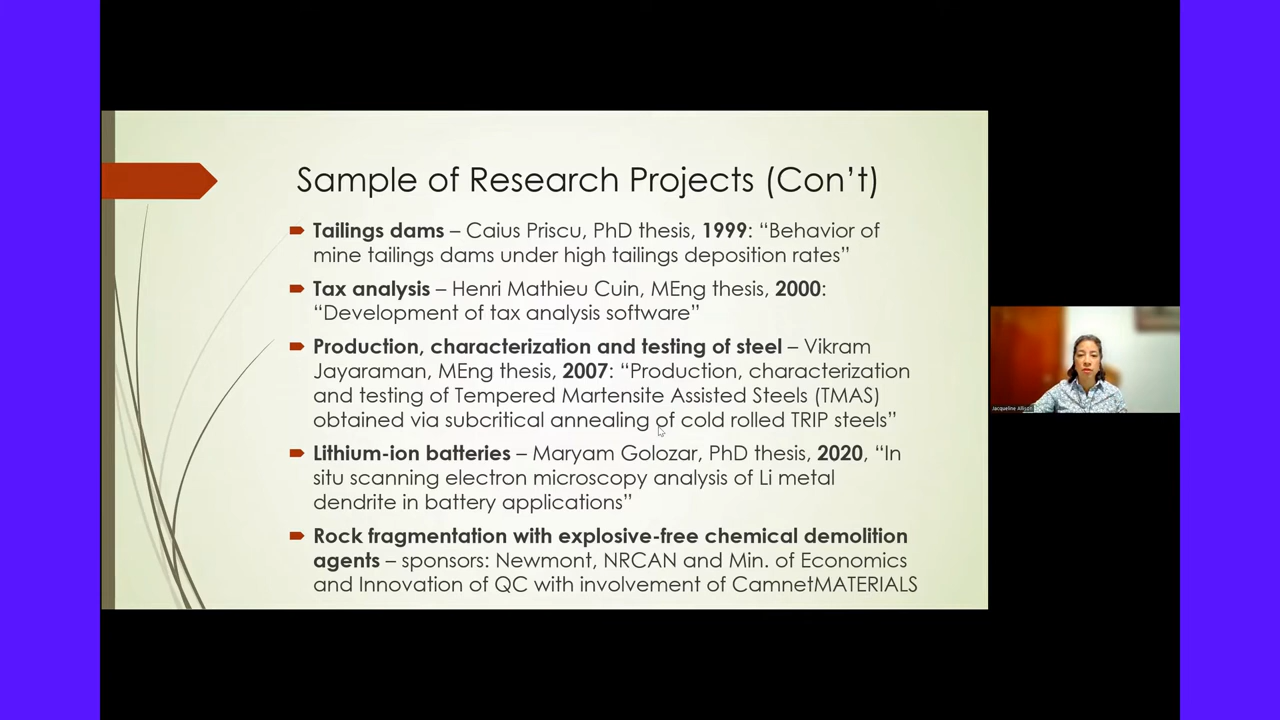 Sample of Research Projects (Con’t)
Tailings dams – Caius Priscu, PhD thesis, 1999: “Behavior of
mine tailings dams under high tailings deposition rates”
Tax analysis – Henri Mathieu Cuin, MEng thesis, 2000:
“Development of tax analysis software”
Production, characterization and testing of steel – Vikram
Jayaraman, MEng thesis, 2007: “Production, characterization
and testing of Tempered Martensite Assisted Steels (TMAS)
obtained via subcritical annealing of cold rolled TRIP steels”
Lithium-ion batteries – Maryam Golozar, PhD thesis, 2020, “In
situ scanning electron microscopy analysis of Li metal
dendrite in battery applications”
Rock fragmentation with explosive-free chemical demolition
agents – sponsors: Newmont, NRCAN and Min. of Economics
and Innovation of QC with involvement of CamnetMATERIALS
Jacqueline Allison